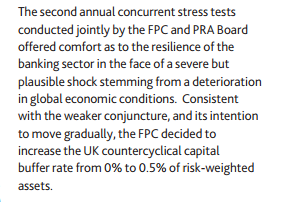 The second annual concurrent stress tests
conducted jointly by the FPC and PRA Board
offered comfort as to the resilience of the
banking sector in the face of a severe but
plausible shock stemming from a deterioration
in global economic conditions.  Consistent
with the weaker conjuncture, and its intention
to move gradually, the FPC decided to
increase the UK countercyclical capital
buffer rate from 0% to 0.5% of risk-weighted
assets.